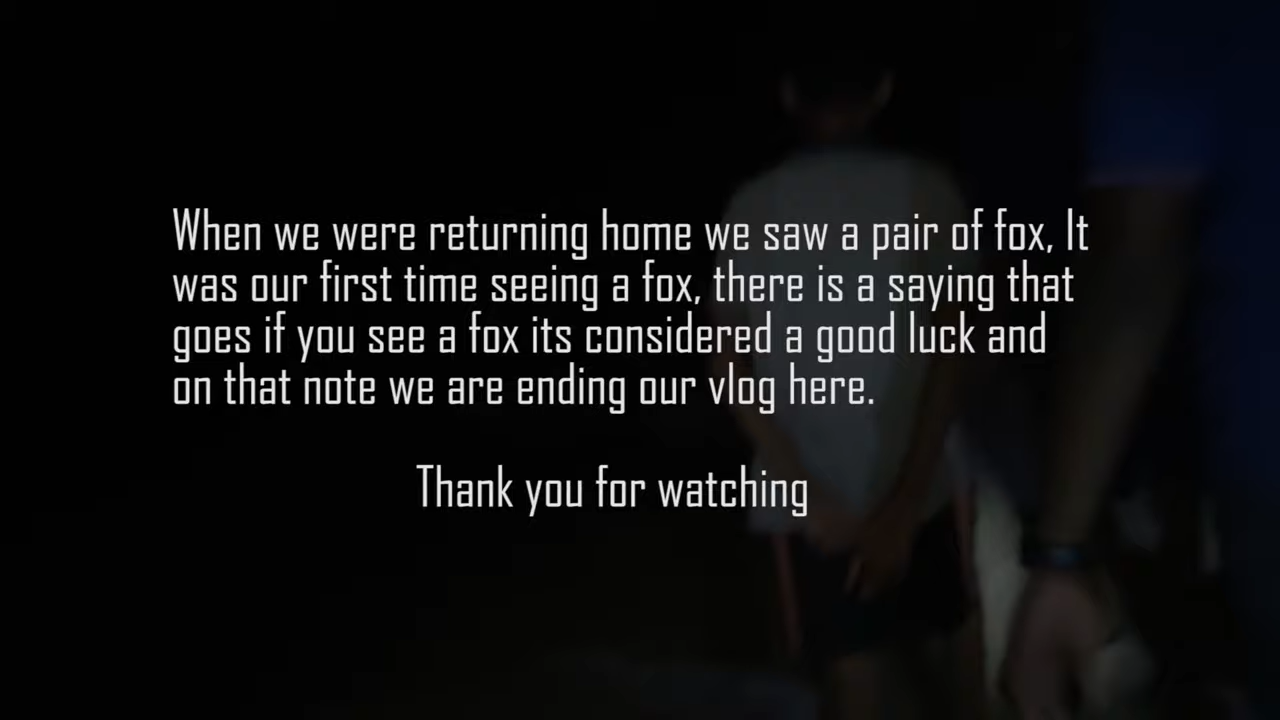 When we were returning home we saw a pair of fox, It
was our first time seeing a fox, there is a saying that
goes if you see a fox its considered a good luck and
on that note we are ending our vlog here.
Thank you for watching